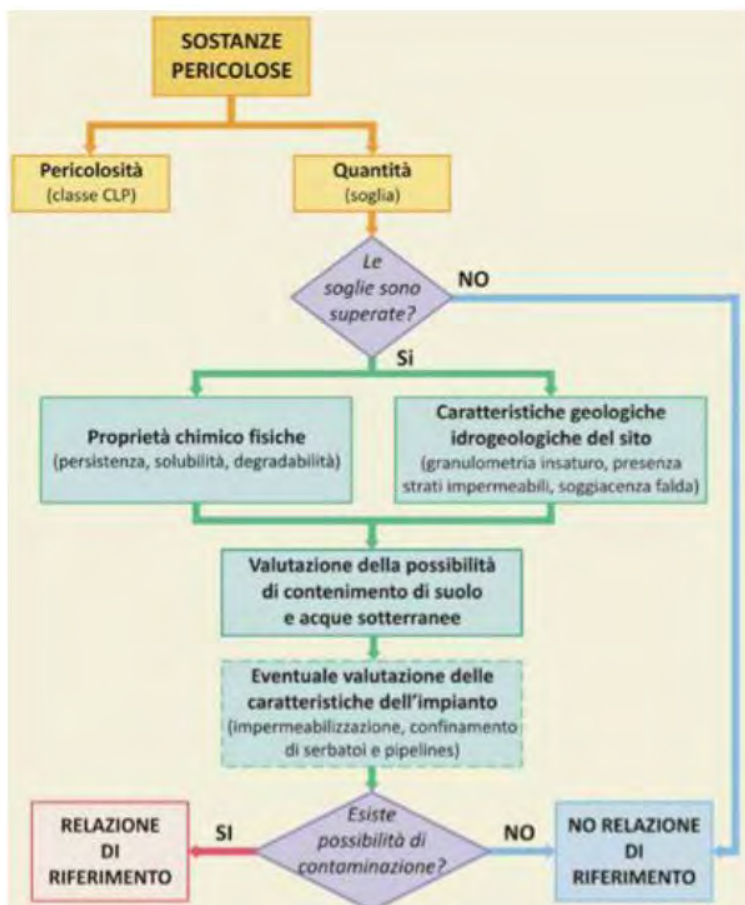 SOSTANZE
PERICOLOSE
Pericolosità
(classe CLP)
Quantità
(soglia)
Le
soglie sono
superate?
NO
Si
Proprietà chimico fisiche
(persistenza, solubilità, degradabilità)
Caratteristiche geologiche
idrogeologiche del sito
(granulometria insaturo, presenza
strati impermeabili, soggiacenza falda)
Valutazione della possibilità
di contenimento di suolo
e acque sotterranee
Eventuale valutazione delle
caratteristiche dell'impianto
(impermeabilizzazione, confinamento
di serbatoi e pipelines)
Esiste
possibilità di
contaminazione?
SI
NO
RELAZIONE
DI
RIFERIMENTO
NO RELAZIONE
DI
RIFERIMENTO